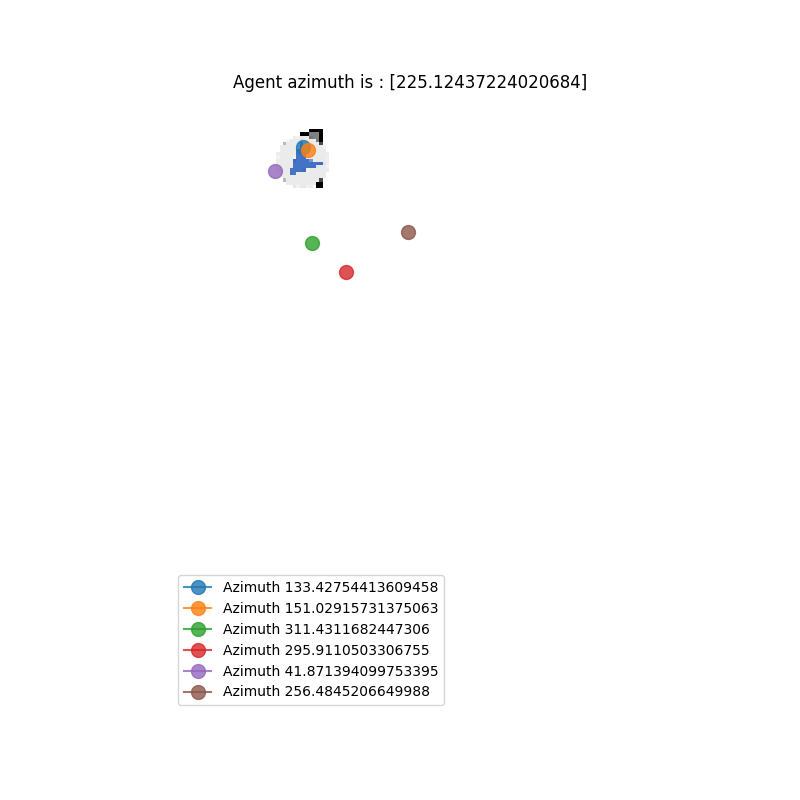 Agent azimuth is : [225.12437224020684]
Azimuth 133.42754413609458
Azimuth 151.02915731375063
Azimuth 311.4311682447306
Azimuth 295.9110503306755
Azimuth 41.871394099753395
Azimuth 256.4845206649988